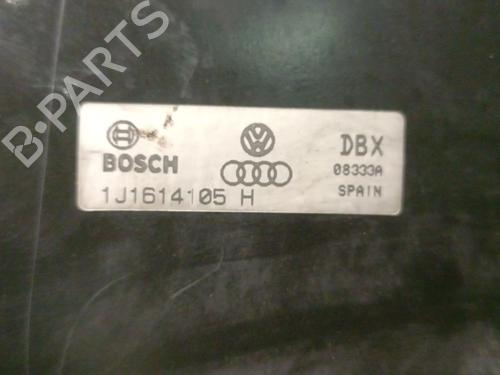 B-PARTS
BOSCH
1J1614105 H
DBX
08333A
SPAIN